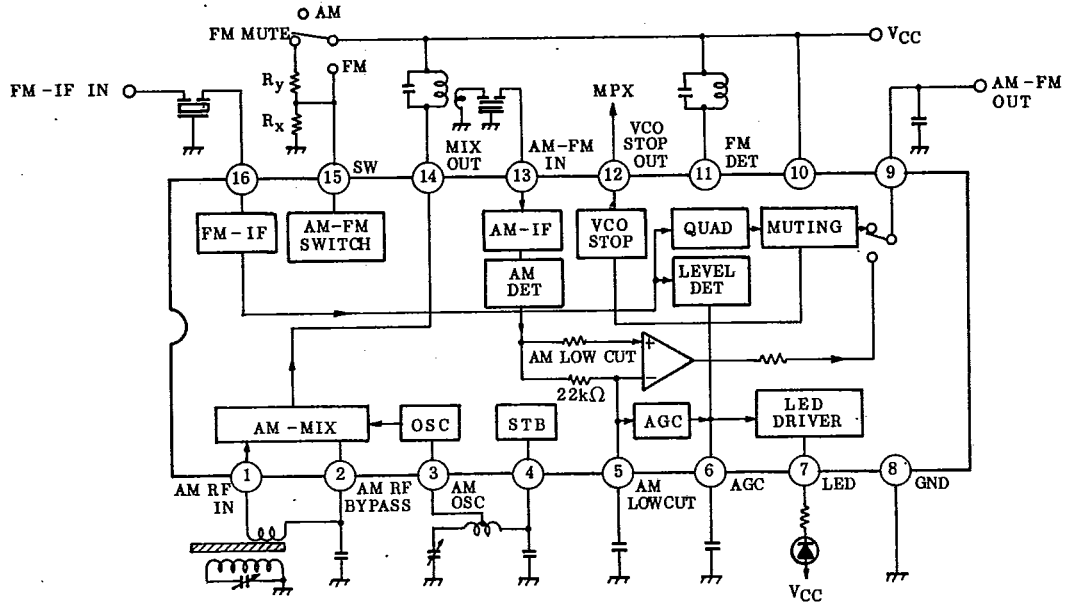 AM
FM MUTE
VCC
FM-IF IN
Ry
FM
Rx
MPX
AM-FM
OUT
SW
MIX
OUT
AM-FM
IN
VCO
STOP
OUT
FM
DET
16
15
14
13
12
11
10
9
FM-IF
AM-FM
SWITCH
AM-IF
VCO
STOP
QUAD
MUTING
AM
DET
LEVEL
DET
+
AM LOW CUT
−
22kΩ
AM-MIX
OSC
STB
AGC
LED
DRIVER
1
2
3
4
5
6
7
8
AM RF
IN
AM RF
BYPASS
AM
OSC
AM
LOWCUT
AGC
LED
GND
VCC